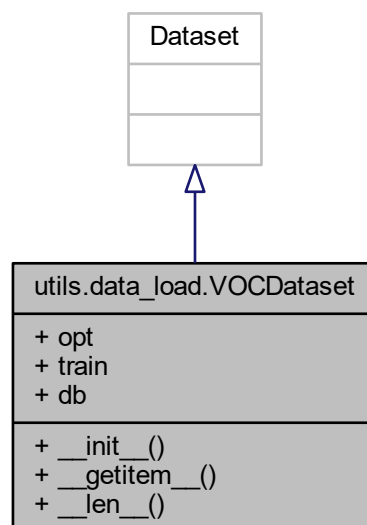 Dataset
utils.data_load.VOCDataset
+ opt
+ train
+ db
+ __init__()
+ __getitem__()
+ __len__()